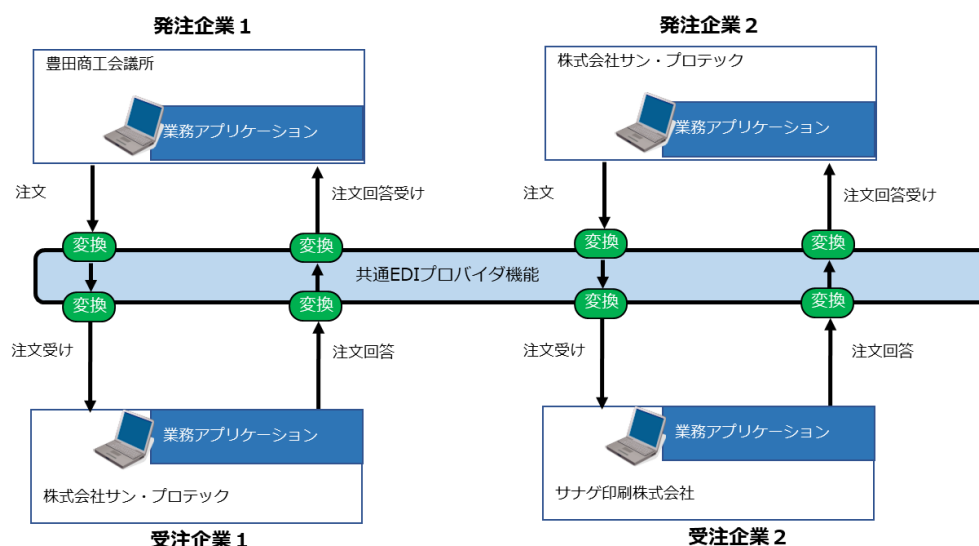 発注企業１
発注企業２
豊田商工会議所
株式会社サン・プロテック
業務アプリケーション
業務アプリケーション
注文
注文回答受け
注文
注文回答受け
変換
変換
変換
変換
共通EDIプロバイダ機能
変換
変換
変換
変換
注文受け
注文回答
注文受け
注文回答
業務アプリケーション
業務アプリケーション
株式会社サン・プロテック
サナゲ印刷株式会社
受注企業１
受注企業２